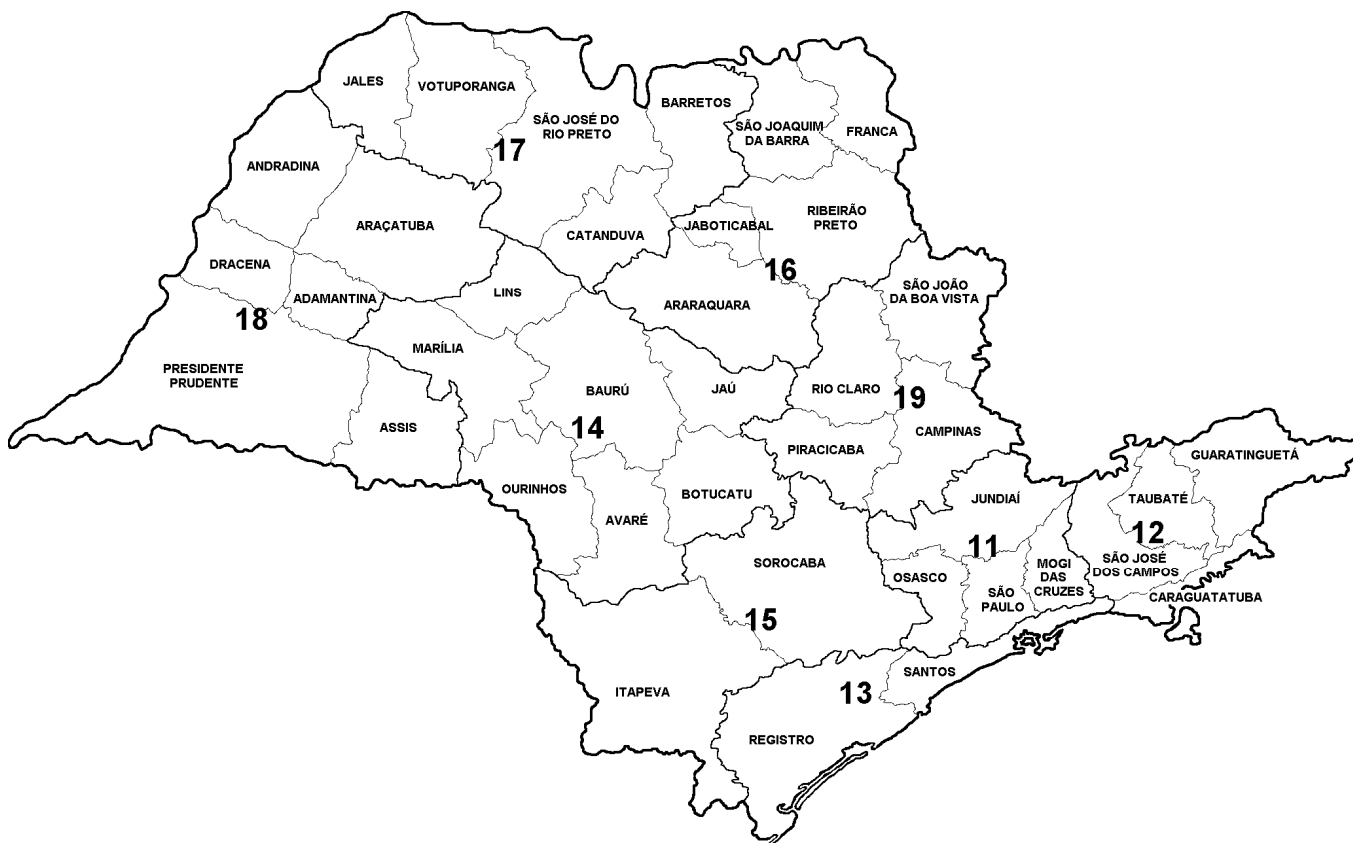 JALES
VOTUPORANGA
BARRETOS
SÃO JOSÉ DO
RIO PRETO
SÃO JOAQUIM
DA BARRA
FRANCA
17
ANDRADINA
ARAÇATUBA
CATANDUVA
JABOTICABAL
RIBEIRÃO
PRETO
DRACENA
16
ADAMANTINA
LINS
ARARAQUARA
SÃO JOÃO
DA BOA VISTA
18
MARÍLIA
PRESIDENTE
PRUDENTE
BAURÚ
JAÚ
RIO CLARO
19
ASSIS
14
CAMPINAS
PIRACICABA
GUARATINGUETÁ
OURINHOS
BOTUCATU
JUNDIAÍ
TAUBATÉ
AVARÉ
11
12
SOROCABA
OSASCO
MOGI
DAS
CRUZES
SÃO JOSÉ
DOS CAMPOS
SÃO
PAULO
CARAGUATATUBA
15
SANTOS
ITAPEVA
13
REGISTRO